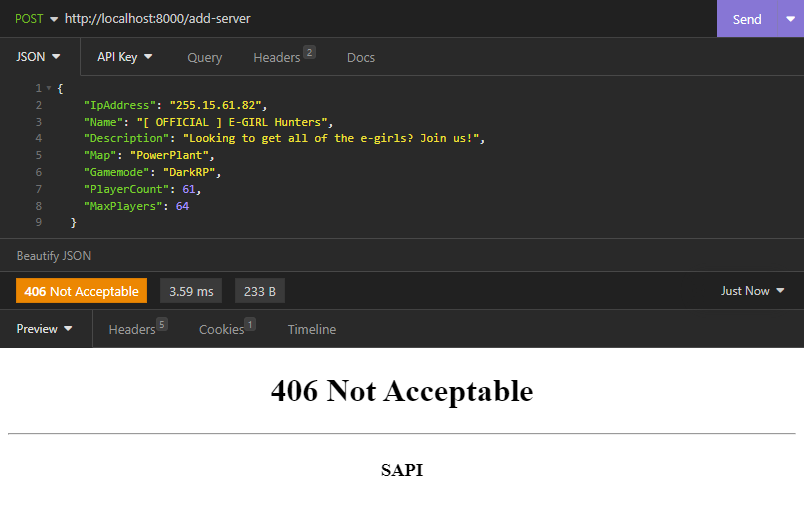 POST http://localhost:8000/add-server Send
JSON API Key Query Headers 2 Docs
1 {
2 "IpAddress": "255.15.61.82",
3 "Name": "[ OFFICIAL ] E-GIRL Hunters",
4 "Description": "Looking to get all of the e-girls? Join us!",
5 "Map": "PowerPlant",
6 "Gamemode": "DarkRP",
7 "PlayerCount": 61,
8 "MaxPlayers": 64
9 }
Beautify JSON
406 Not Acceptable 3.59 ms 233 B Just Now
Preview Headers 5 Cookies 1 Timeline
406 Not Acceptable
SAPI